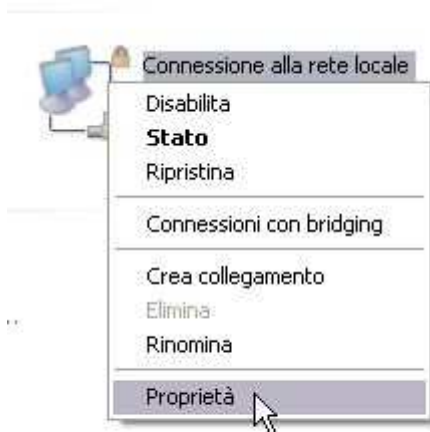 Connessione alla rete locale
Disabilita
Stato
Ripristina
Connessioni con bridging
Crea collegamento
Elimina
Rinomina
Proprietà